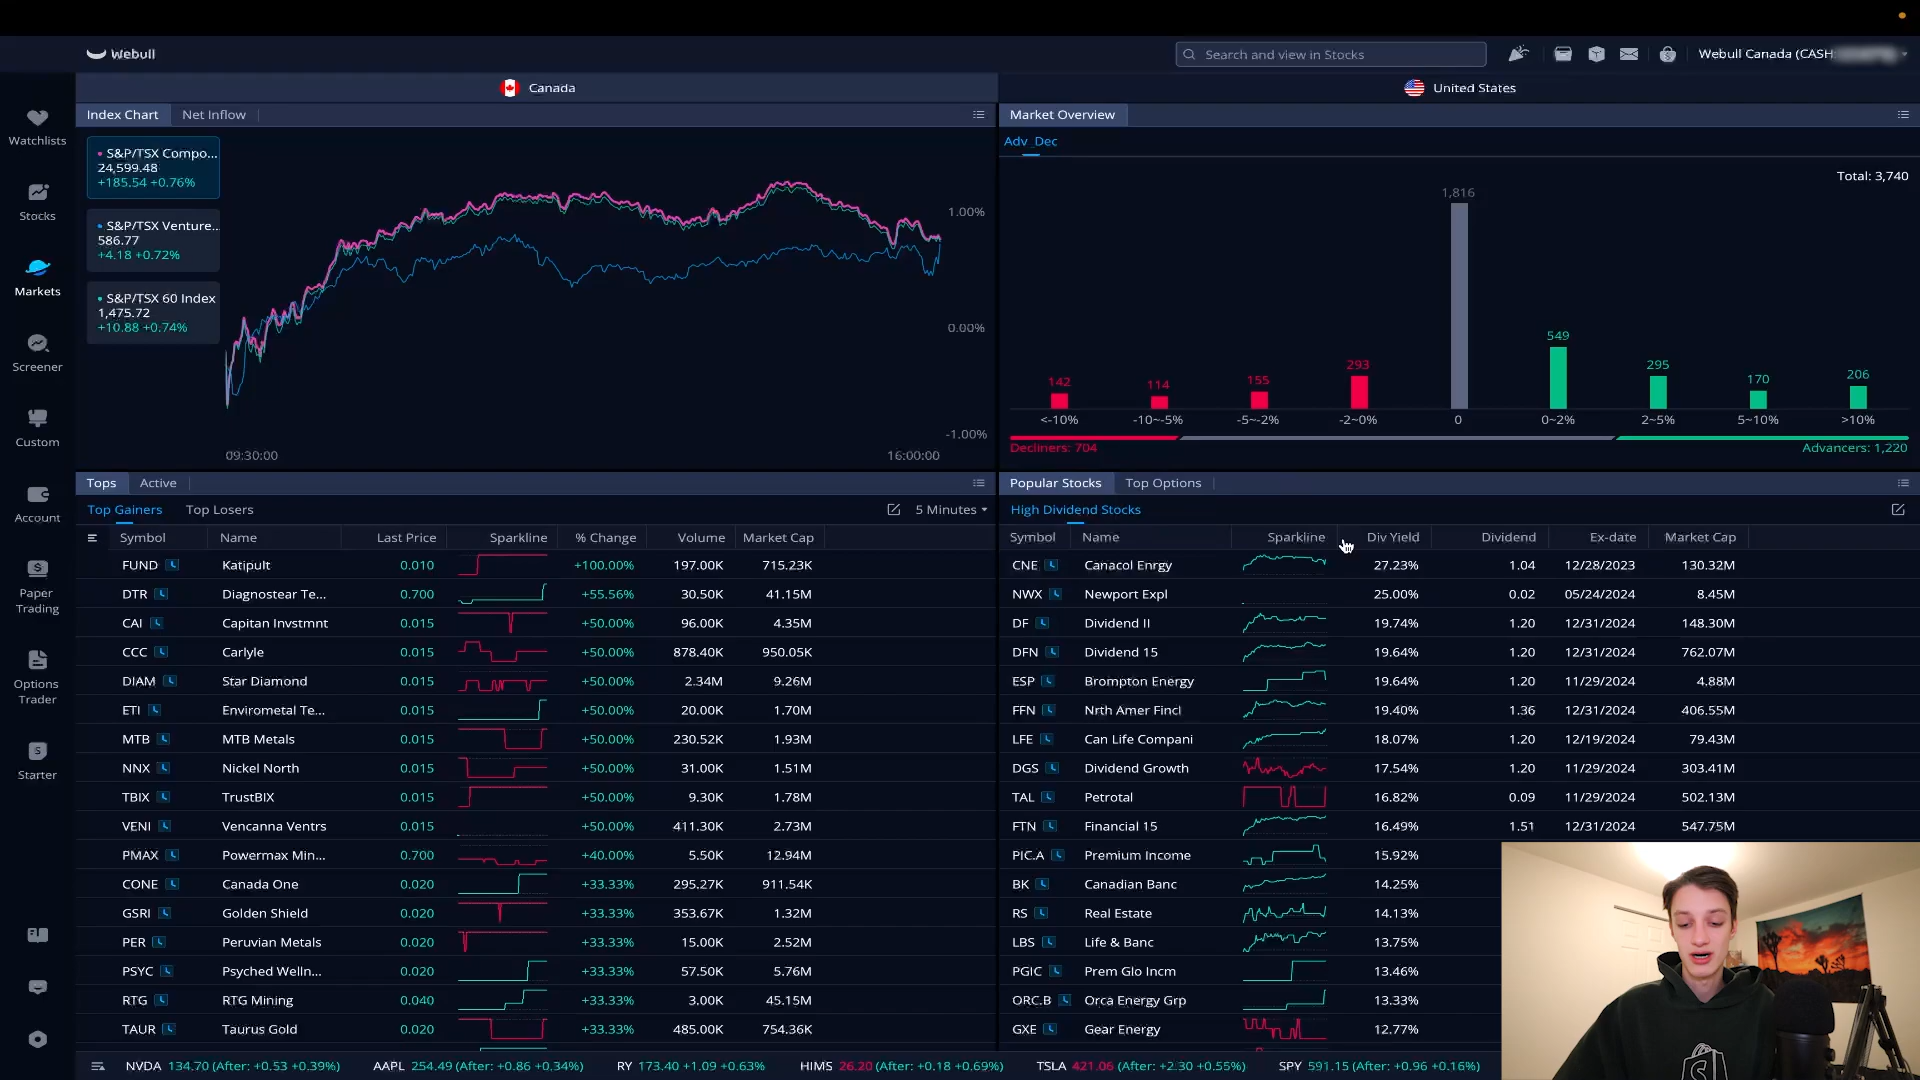 Webull
Search and view in Stocks
Webull Canada (CASH
Canada
United States
Index Chart
Net Inflow
Market Overview
Adv_Dec
Watchlists
Stocks
Markets
Screener
Custom
Account
Paper
Trading
Options
Trader
Starter
S&P/TSX Compo...
24,599.48
+185.54 +0.76%
S&P/TSX Venture..
586.77
+4.18 +0.72%
S&P/TSX 60 Index
1,475.72
+10.88 +0.74%
1.00%
0.00%
-1.00%
09:30:00 16:00:00
Total: 3,740
1,816
142 114 155 293 549 295 170 206
<-10% -10~-5% -5~-2% -2~0% 0 0~2% 2~5% 5~10% >10%
Decliners: 704 Advancers: 1,220
Tops Active
Top Gainers Top Losers 5 Minutes
Symbol Name Last Price Sparkline % Change Volume Market Cap
FUND Katipult 0.010 +100.00% 197.00K 715.23K
DTR Diagnostear Te... 0.700 +55.56% 30.50K 41.15M
CAI Capitan Invstmnt 0.015 +50.00% 96.00K 4.35M
CCC Carlyle 0.015 +50.00% 878.40K 950.05K
DIAM Star Diamond 0.015 +50.00% 2.34M 9.26M
ETI Envirometal Te... 0.015 +50.00% 20.00K 1.70M
MTB MTB Metals 0.015 +50.00% 230.52K 1.93M
NNX Nickel North 0.015 +50.00% 31.00K 1.51M
TBIX TrustBIX 0.015 +50.00% 9.30K 1.78M
VENI Vencanna Ventrs 0.015 +50.00% 411.30K 2.73M
PMAX Powermax Min... 0.700 +40.00% 5.50K 12.94M
CONE Canada One 0.020 +33.33% 295.27K 911.54K
GSRI Golden Shield 0.020 +33.33% 353.67K 1.32M
PER Peruvian Metals 0.020 +33.33% 15.00K 2.52M
PSYC Psyched Welln... 0.020 +33.33% 57.50K 5.76M
RTG RTG Mining 0.040 +33.33% 3.00K 45.15M
TAUR Taurus Gold 0.020 +33.33% 485.00K 754.36K
Popular Stocks Top Options
High Dividend Stocks
Symbol Name Sparkline Div Yield Dividend Ex-date Market Cap
CNE Canacol Enrgy 27.23% 1.04 12/28/2023 130.32M
NWX Newport Expl 25.00% 0.02 05/24/2024 8.45M
DF Dividend II 19.74% 1.20 12/31/2024 148.30M
DFN Dividend 15 19.64% 1.20 12/31/2024 762.07M
ESP Brompton Energy 19.64% 1.20 11/29/2024 4.88M
FFN Nrth Amer Fincl 19.40% 1.36 12/31/2024 406.55M
LFE Can Life Compani 18.07% 1.20 12/19/2024 79.43M
DGS Dividend Growth 17.54% 1.20 11/29/2024 303.41M
TAL Petrotal 16.82% 0.09 11/29/2024 502.13M
FTN Financial 15 16.49% 1.51 12/31/2024 547.75M
PIC.A Premium Income 15.92%
BK Canadian Banc 14.25%
RS Real Estate 14.13%
LBS Life & Banc 13.75%
PGIC Prem Glo Incm 13.46%
ORC.B Orca Energy Grp 13.33%
GXE Gear Energy 12.77%
NVDA 134.70 (After: +0.53 +0.39%) AAPL 254.49 (After: +0.86 +0.34%) RY 173.40 +1.09 +0.63% HIMS 26.20 (After: +0.18 +0.69%) TSLA 421.06 (After: +2.30 +0.55%) SPY 591.15 (After: +0.96 +0.16%)